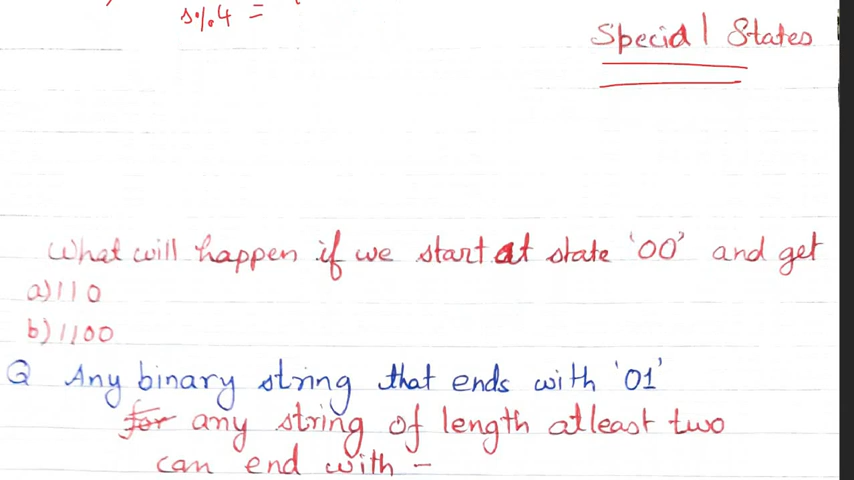 s%4 =
Special States
What will happen if we start at state '00' and get
a) 110
b) 1100
Q Any binary string that ends with '01'
for any string of length atleast two
can end with -